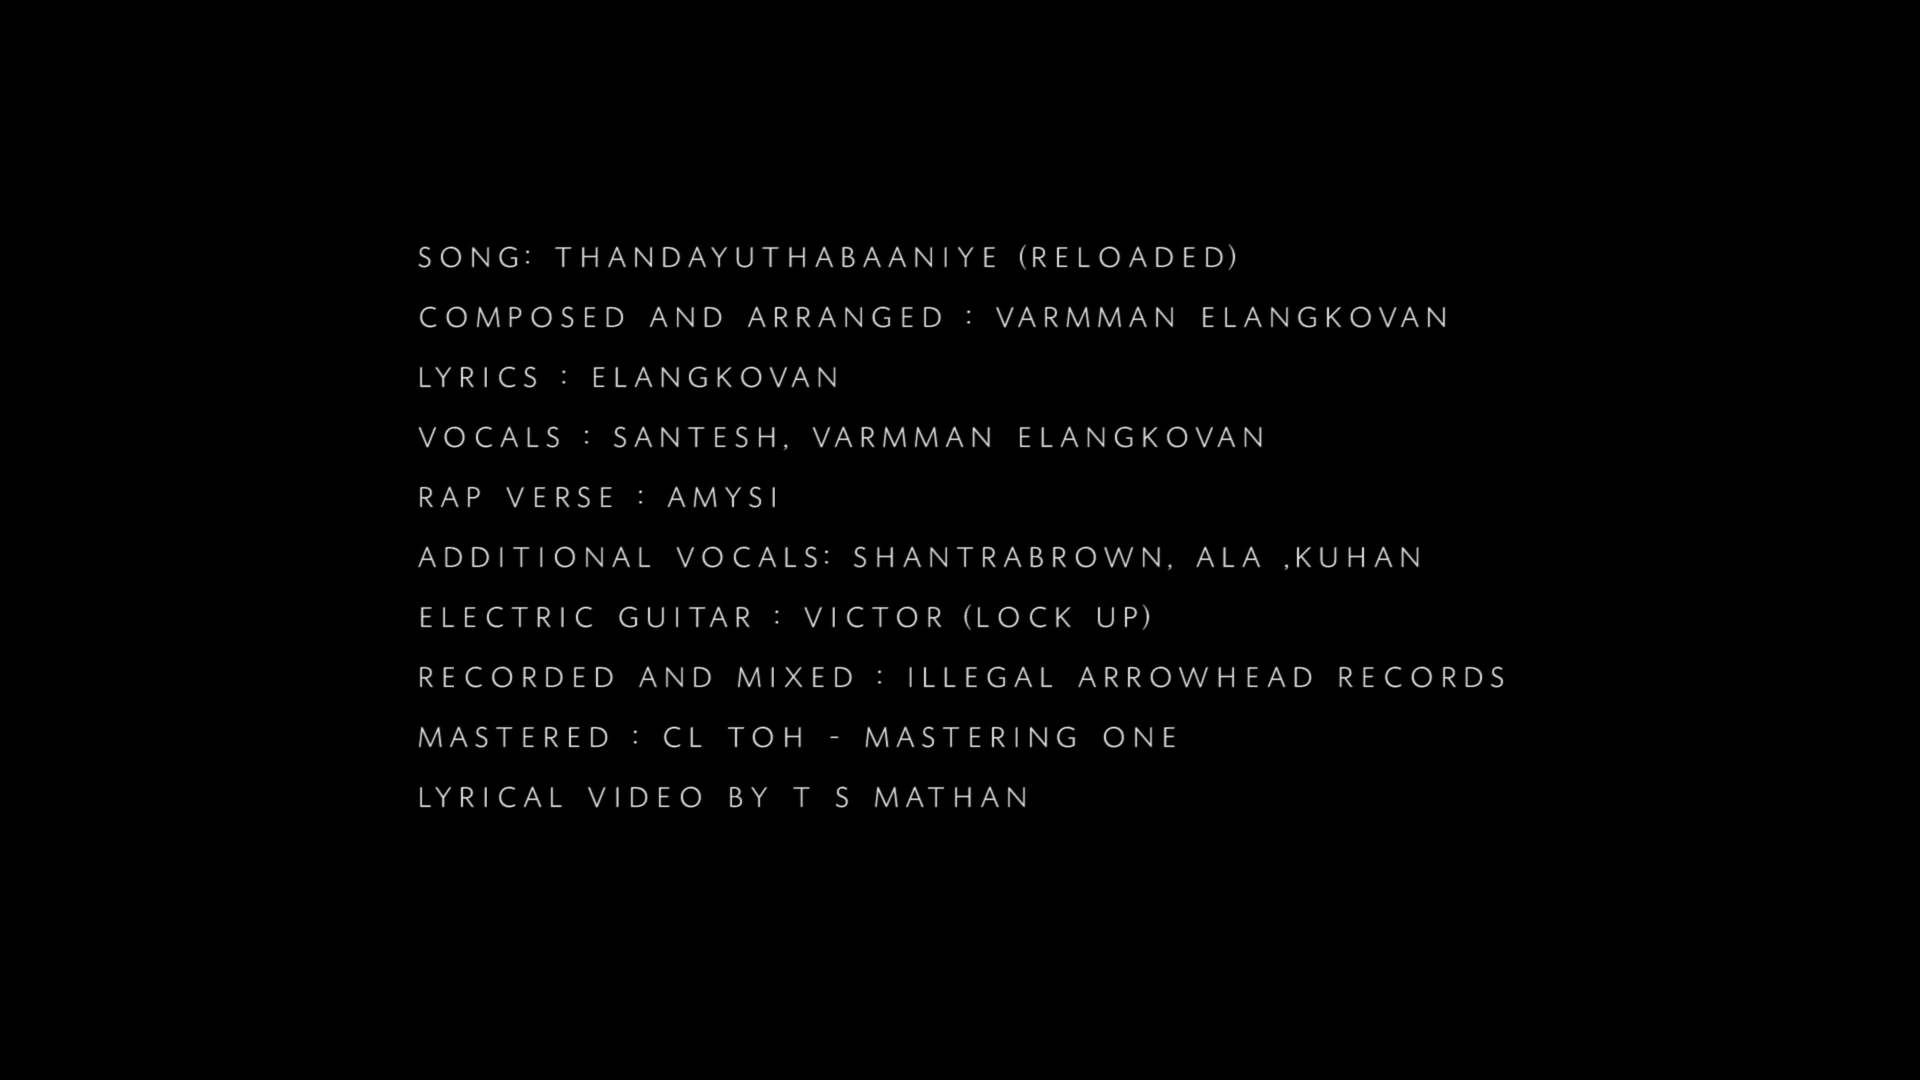 SONG: THANDAYUTHABAANIYE (RELOADED)
COMPOSED AND ARRANGED : VARMMAN ELANGKOVAN
LYRICS : ELANGKOVAN
VOCALS : SANTESH, VARMMAN ELANGKOVAN
RAP VERSE : AMYSI
ADDITIONAL VOCALS: SHANTRABROWN, ALA ,KUHAN
ELECTRIC GUITAR : VICTOR (LOCK UP)
RECORDED AND MIXED : ILLEGAL ARROWHEAD RECORDS
MASTERED : CL TOH - MASTERING ONE
LYRICAL VIDEO BY T S MATHAN